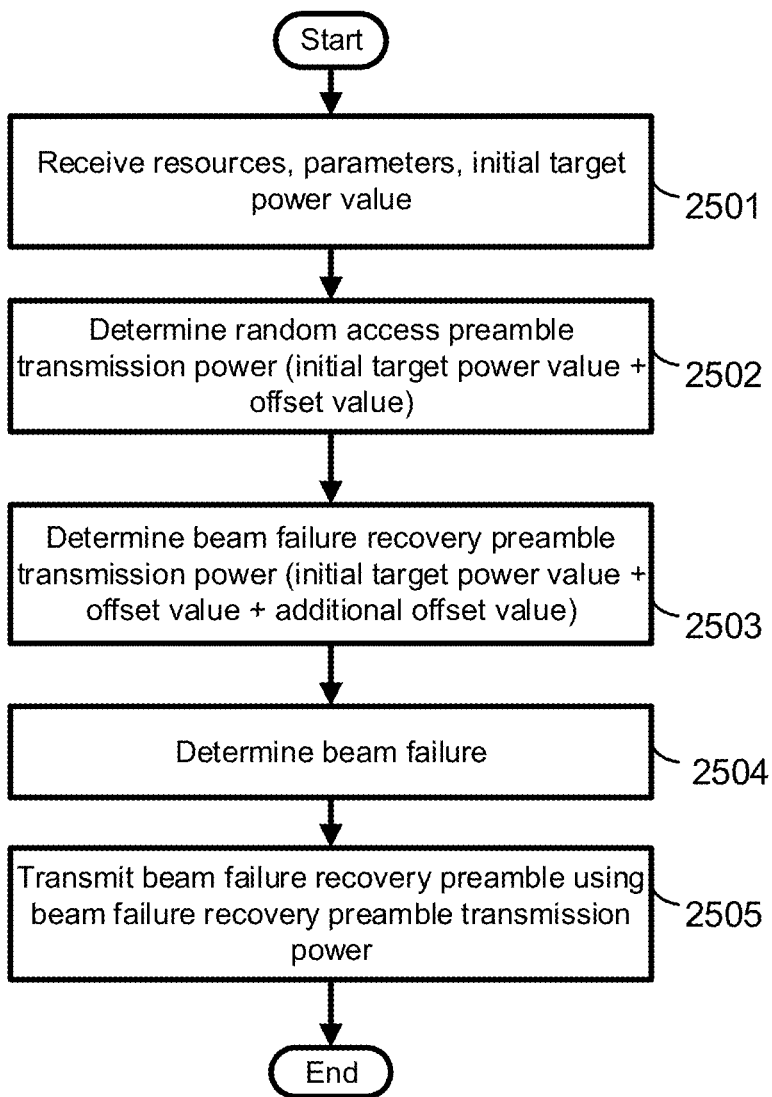 Start
Receive resources, parameters, initial target
power value
2501
Determine random access preamble
transmission power (initial target power value +
offset value)
2502
Determine beam failure recovery preamble
transmission power (initial target power value +
offset value + additional offset value)
2503
Determine beam failure
2504
Transmit beam failure recovery preamble using
beam failure recovery preamble transmission
power
2505
End